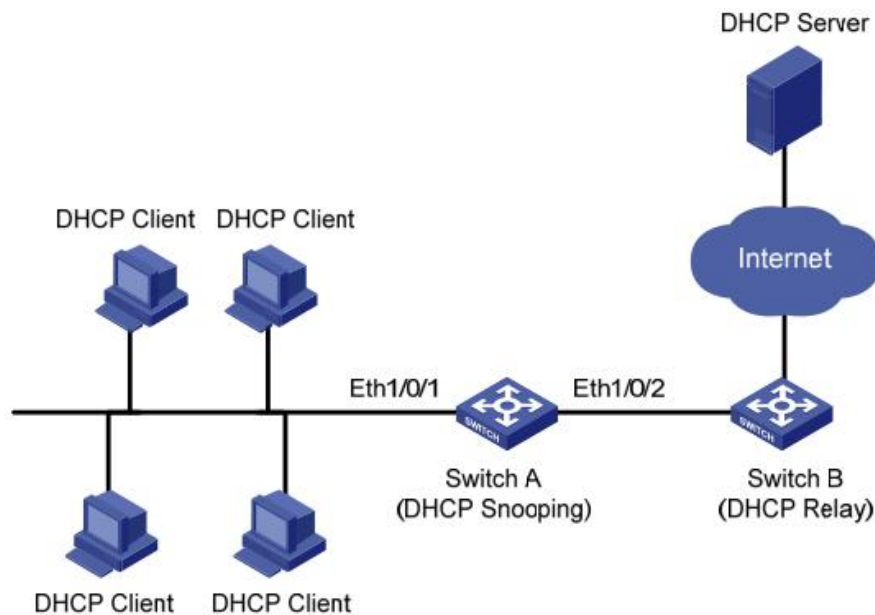 DHCP Server
DHCP Client
DHCP Client
Internet
Eth1/0/1
Eth1/0/2
SWITCH
SWITCH
Switch A
(DHCP Snooping)
Switch B
(DHCP Relay)
DHCP Client
DHCP Client